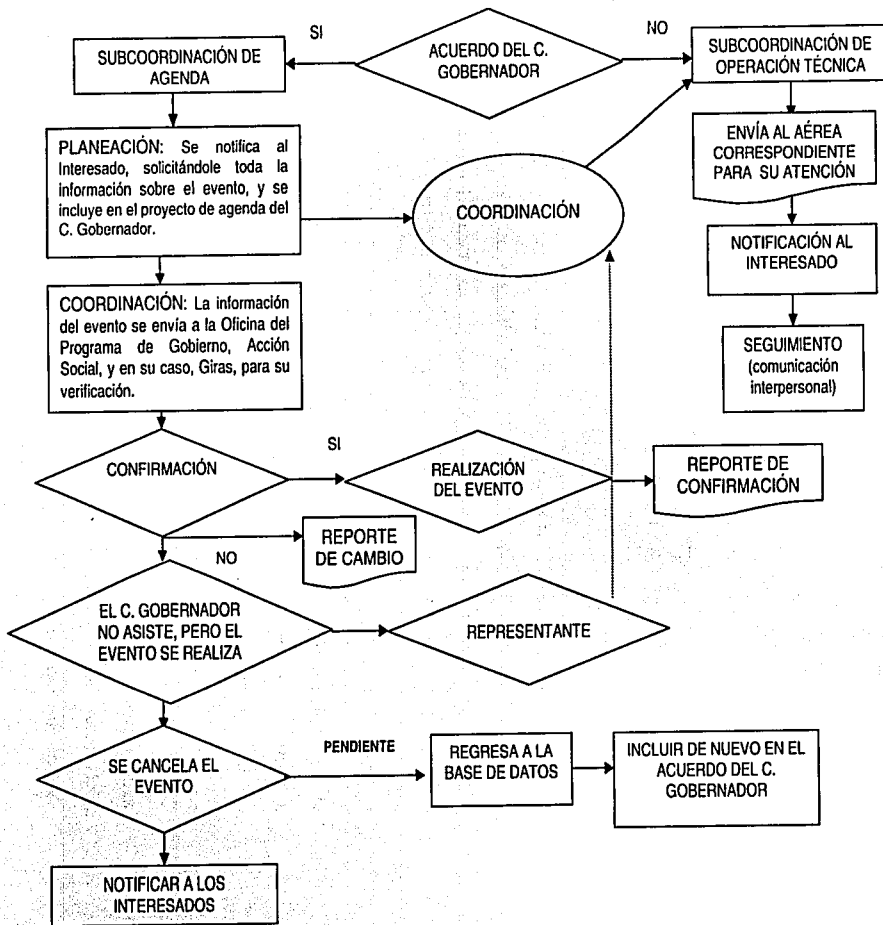 SI
ACUERDO DEL C.
GOBERNADOR
NO
SUBCOORDINACIÓN DE
AGENDA
SUBCOORDINACIÓN DE
OPERACIÓN TÉCNICA
PLANEACIÓN: Se notifica al
Interesado, solicitándole toda la
información sobre el evento, y se
incluye en el proyecto de agenda del
C. Gobernador.
COORDINACIÓN
ENVÍA AL AÉREA
CORRESPONDIENTE
PARA SU ATENCIÓN
NOTIFICACIÓN AL
INTERESADO
SEGUIMIENTO
(comunicación
interpersonal)
COORDINACIÓN: La información
del evento se envía a la Oficina del
Programa de Gobierno, Acción
Social, y en su caso, Giras, para su
verificación.
CONFIRMACIÓN
SI
REALIZACIÓN
DEL EVENTO
REPORTE DE
CONFIRMACIÓN
REPORTE
DE CAMBIO
NO
EL C. GOBERNADOR
NO ASISTE, PERO EL
EVENTO SE REALIZA
REPRESENTANTE
SE CANCELA EL
EVENTO
PENDIENTE
REGRESA A LA
BASE DE DATOS
INCLUIR DE NUEVO EN EL
ACUERDO DEL C.
GOBERNADOR
NOTIFICAR A LOS
INTERESADOS